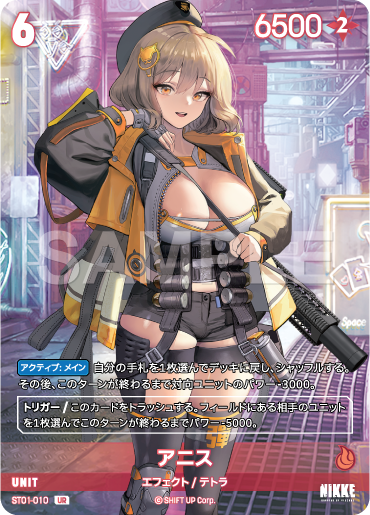 6
6500 2
SAMPLE
Space
アクティブ:メイン 自分の手札を1枚選んでデッキに戻し、シャッフルする。
その後、このターンが終わるまで対向ユニットのパワー-3000。
トリガー / このカードをトラッシュする。フィールドにある相手のユニット
を1枚選んでこのターンが終わるまでパワー-5000。
弾
アニス
UNIT
エフェクト / テトラ
ST01-010 UR
©SHIFT UP Corp.
NIKKE